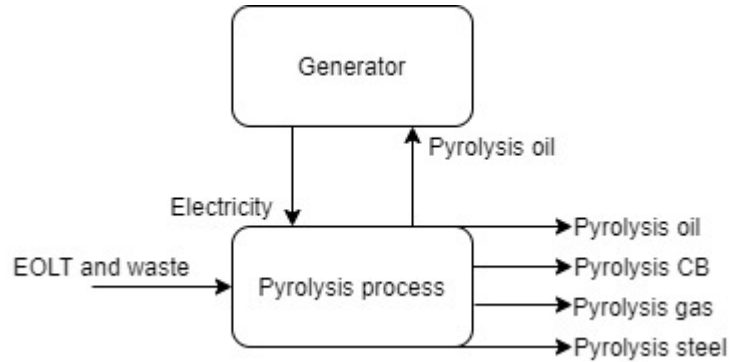 Generator
Pyrolysis oil
Electricity
Pyrolysis oil
EOLT and waste
Pyrolysis process
Pyrolysis CB
Pyrolysis gas
Pyrolysis steel